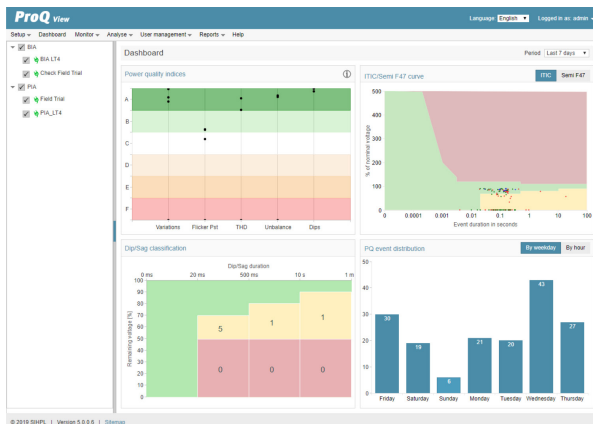 ProQ View
Language: English Logged in as: admin
Setup Dashboard Monitor Analyse User management Reports Help
BIA
BIA LT4
Check Field Trial
PIA
Field Trial
PIA_LT4
Dashboard
Period Last 7 days
Power quality indices
A
B
C
D
E
F
Variations Flicker Pst THD Unbalance Dips
ITIC/Semi F47 curve
ITIC Semi F47
% of nominal voltage
500
400
300
200
100
0
0 0.0001 0.001 0.01 0.1 1 10 100
Event duration in seconds
Dip/Sag classification
Dip/Sag duration
0 ms 20 ms 500 ms 10 s 1 m
Remaining voltage [%]
100
90
80
70
60
50
40
30
20
10
0
5 1 1
0 0 0
PQ event distribution
By weekday By hour
50
40
30
20
10
0
30 19 6 21 20 43 27
Friday Saturday Sunday Monday Tuesday Wednesday Thursday
© 2019 SIHPL | Version 5.0.0.6 | Sitemap